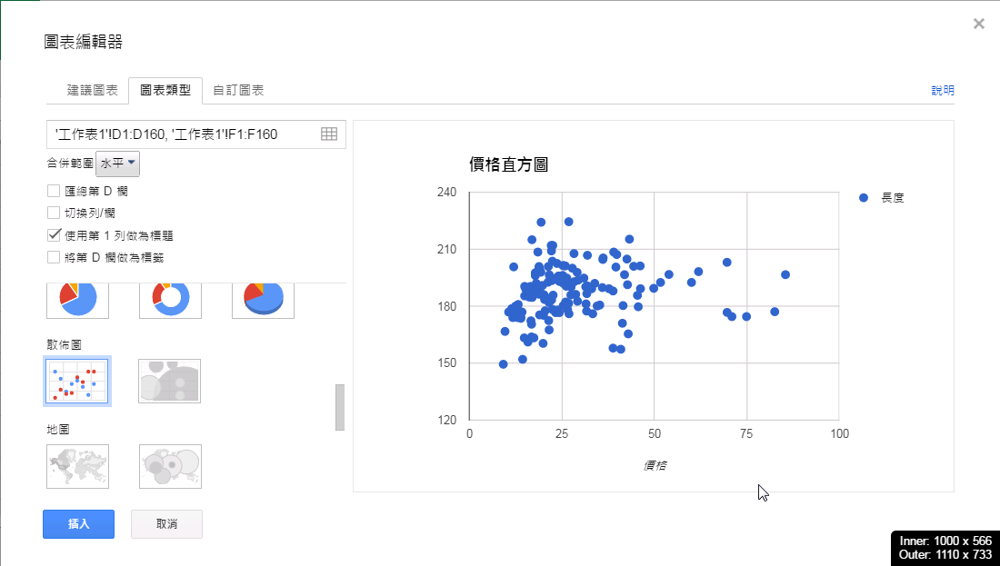 圖表編輯器
建議圖表 圖表類型 自訂圖表 說明
'工作表1'!D1:D160, '工作表1'!F1:F160
合併範圍 水平
匯總第 D 欄
切換列/欄
使用第 1 列做為標題
將第 D 欄做為標籤
散佈圖
地圖
插入 取消
價格直方圖
240
210
180
150
120
0 25 50 75 100
價格
長度
Inner: 1000 x 566
Outer: 1110 x 733